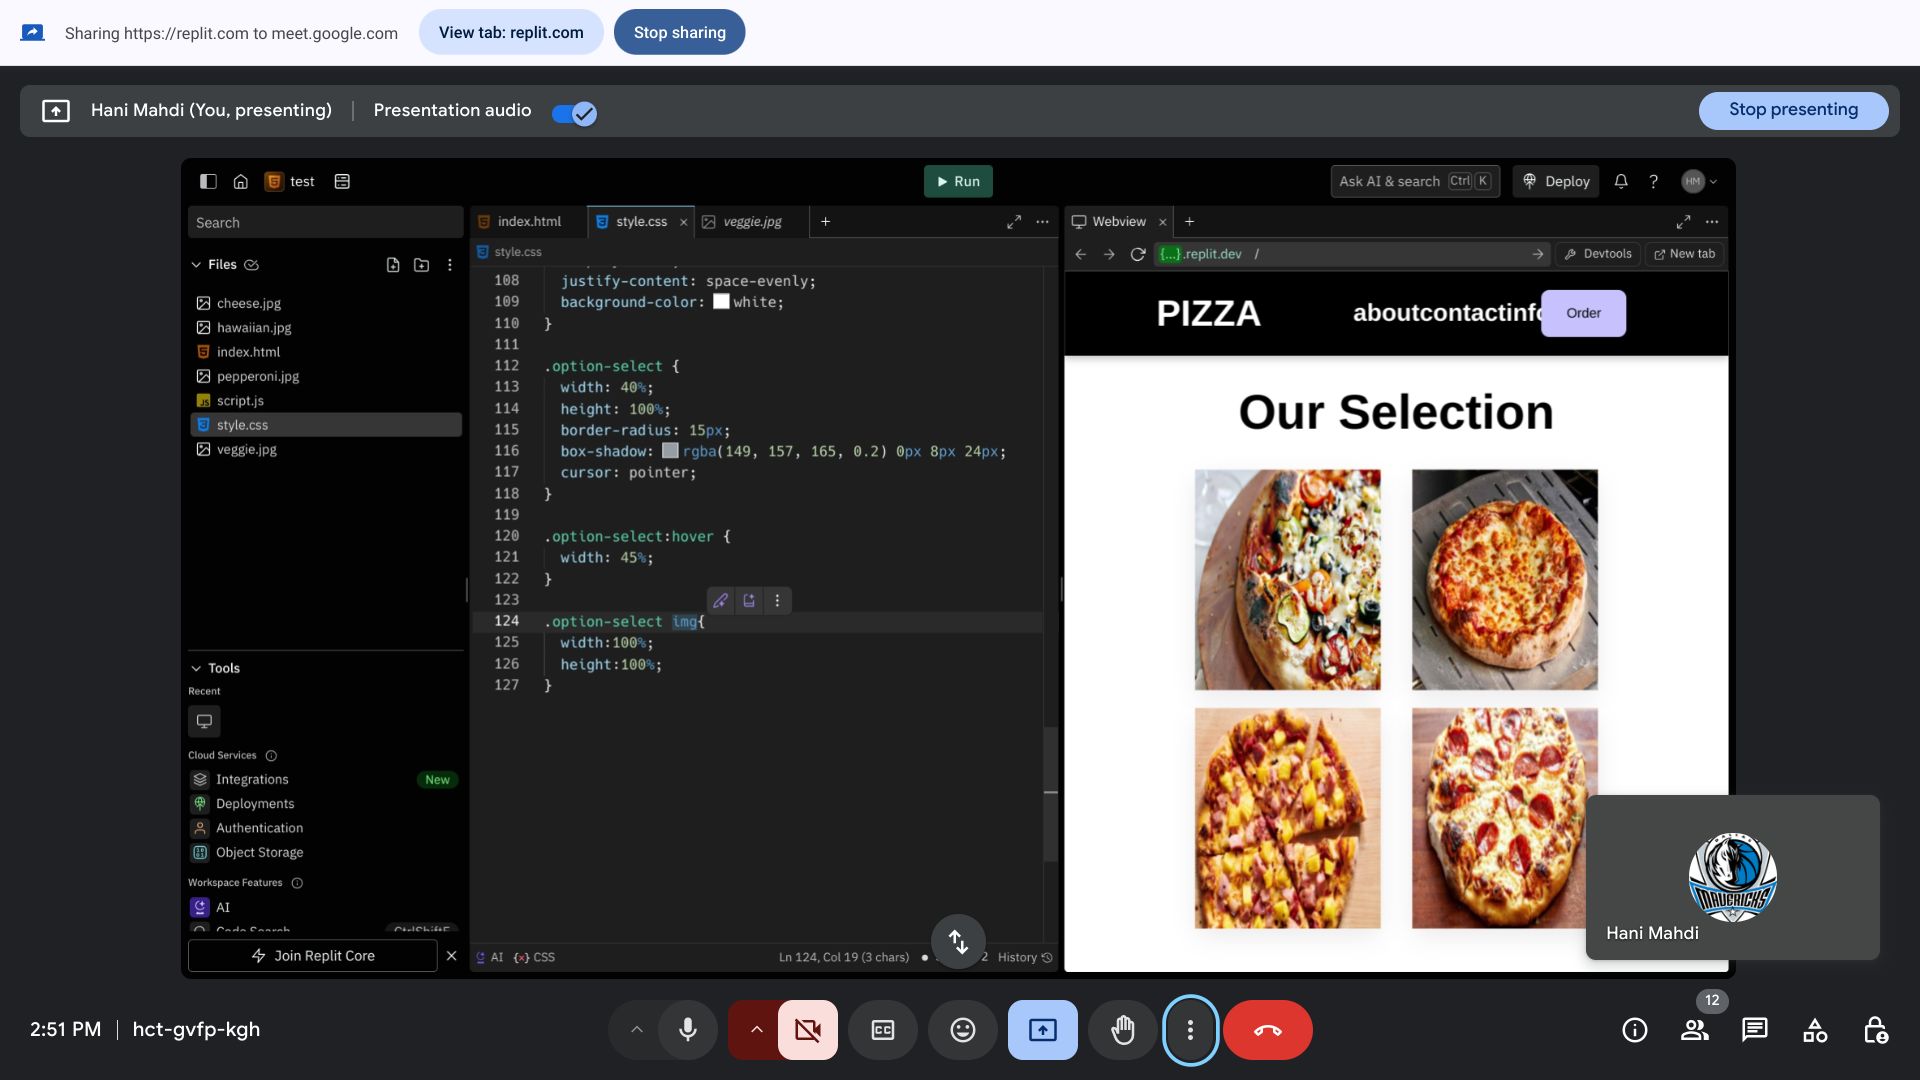 Sharing https://replit.com to meet.google.com
View tab: replit.com
Stop sharing
Hani Mahdi (You, presenting)
Presentation audio
Stop presenting
test
Run
Ask AI & search Ctrl K
Deploy
HM
Search
Files
cheese.jpg
hawaiian.jpg
index.html
pepperoni.jpg
script.js
style.css
veggie.jpg
Tools
Recent
Cloud Services
Integrations New
Deployments
Authentication
Object Storage
Workspace Features
AI
Code Search CtrlShiftF
Join Replit Core
index.html
style.css
veggie.jpg
style.css
108 justify-content: space-evenly;
109 background-color: white;
110 }
111
112 .option-select {
113 width: 40%;
114 height: 100%;
115 border-radius: 15px;
116 box-shadow: rgba(149, 157, 165, 0.2) 0px 8px 24px;
117 cursor: pointer;
118 }
119
120 .option-select:hover {
121 width: 45%;
122 }
123
124 .option-select img{
125 width:100%;
126 height:100%;
127 }
AI
CSS
Ln 124, Col 19 (3 chars)
2
History
Webview
{...}.replit.dev /
Devtools
New tab
PIZZA
aboutcontactinfo
Order
Our Selection
MAVERICKS
Hani Mahdi
2:51 PM
hct-gvfp-kgh
12